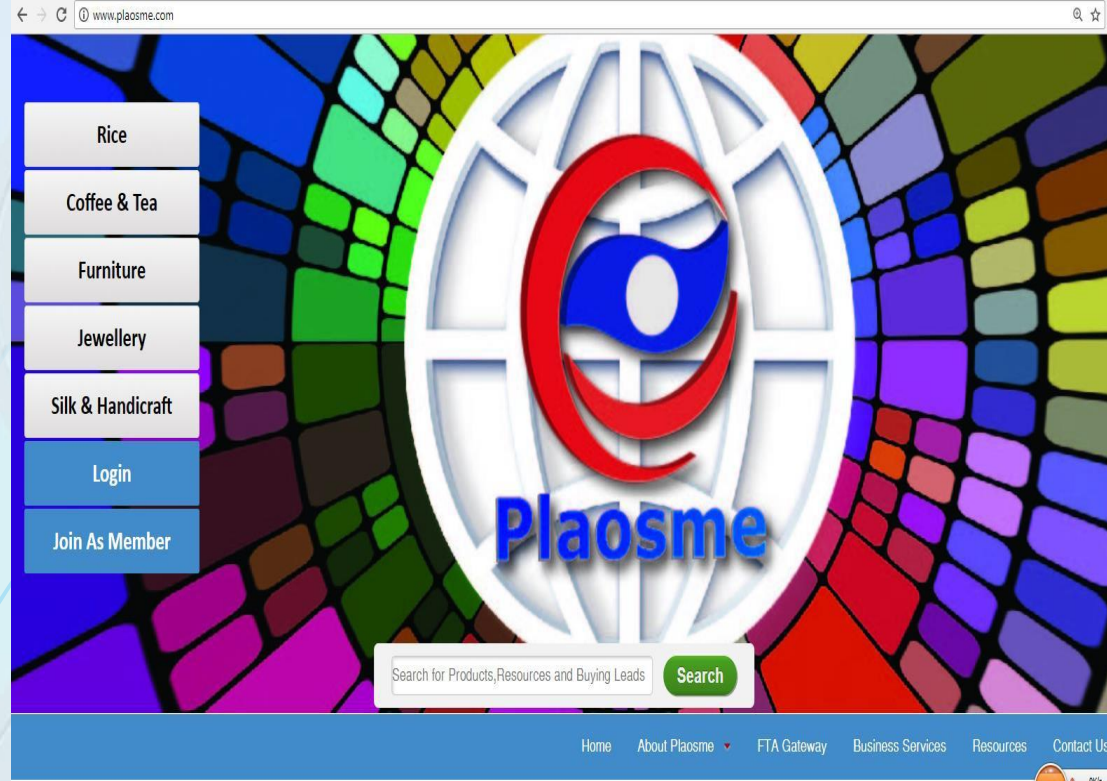 www.plaosme.com
Rice
Coffee & Tea
Furniture
Jewellery
Silk & Handicraft
Login
Join As Member
Plaosme
Search for Products,Resources and Buying Leads
Search
Home About Plaosme FTA Gateway Business Services Resources Contact Us